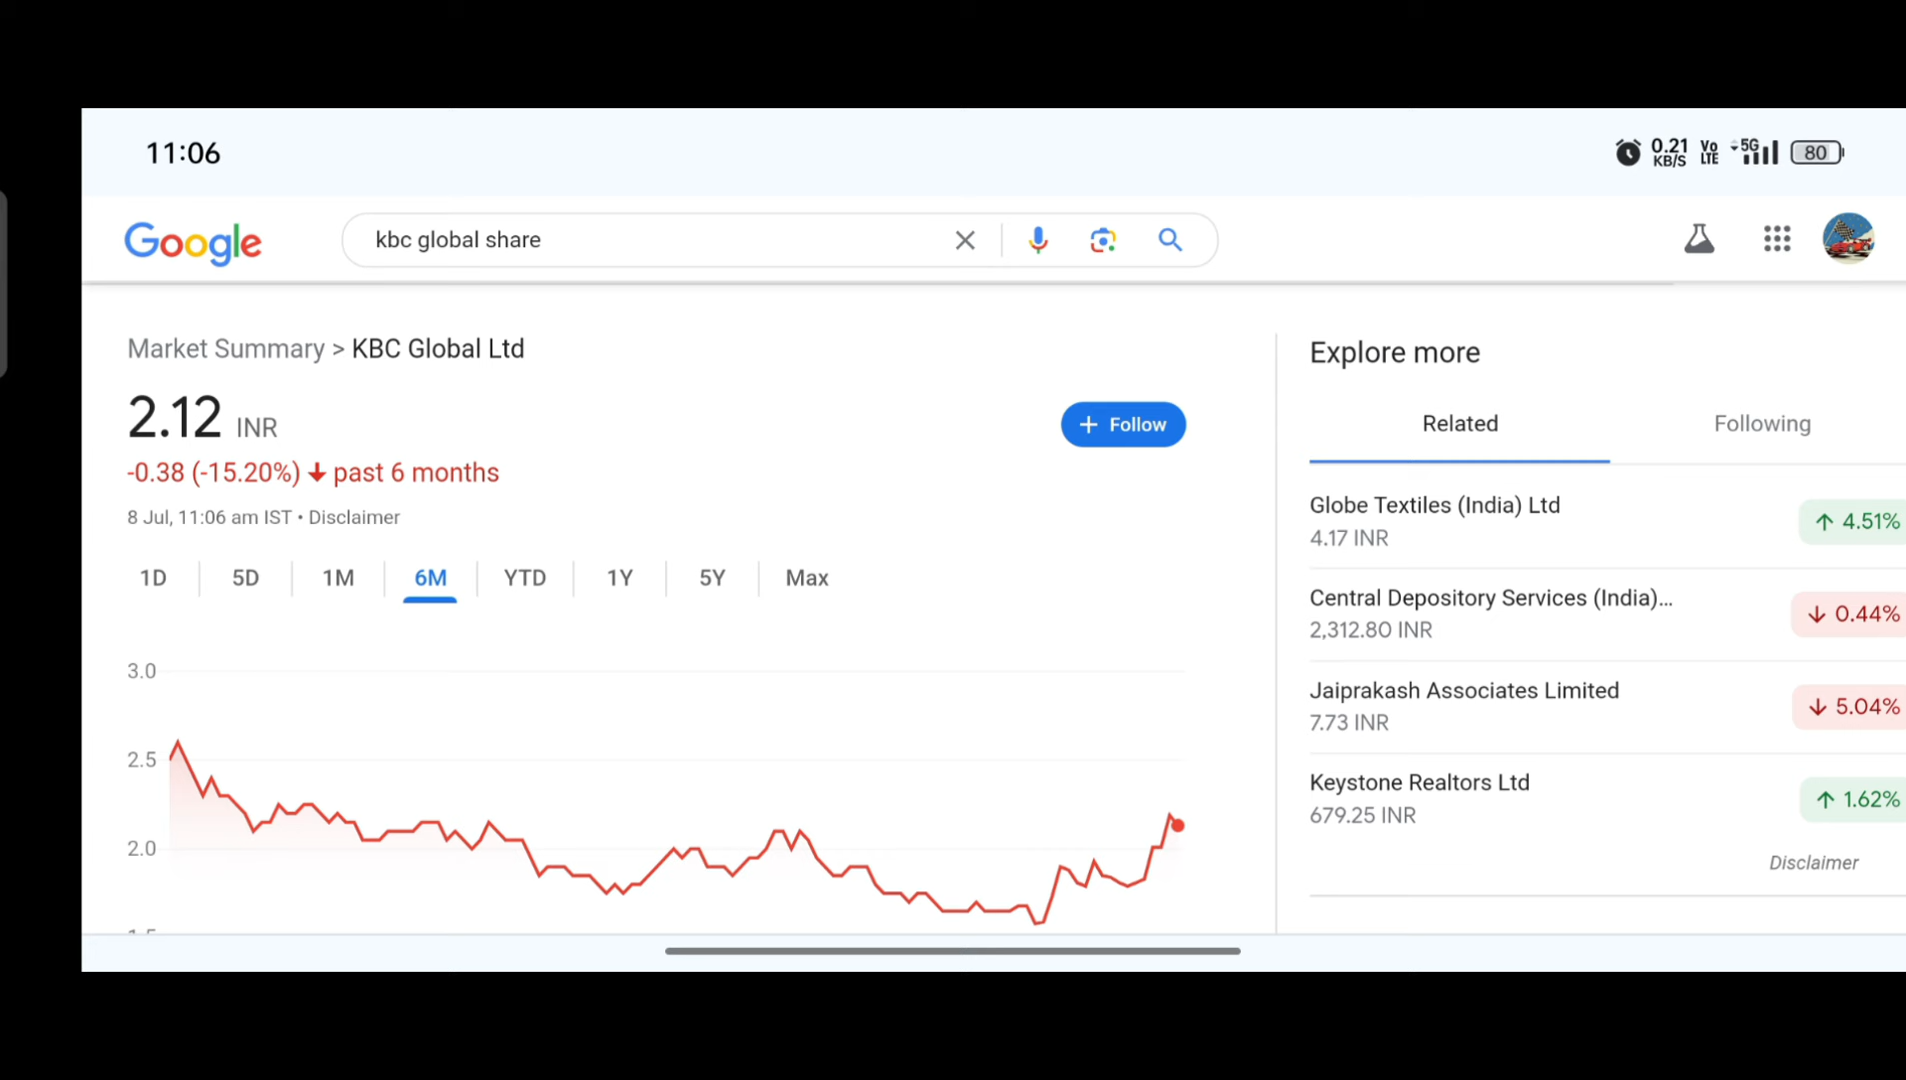 11:06
0.21 KB/S Vo LTE 5G 80
Google
kbc global share
Market Summary > KBC Global Ltd
2.12 INR
+ Follow
-0.38 (-15.20%) ↓ past 6 months
8 Jul, 11:06 am IST • Disclaimer
1D 5D 1M 6M YTD 1Y 5Y Max
3.0
2.5
2.0
Explore more
Related Following
Globe Textiles (India) Ltd
4.17 INR
↑ 4.51%
Central Depository Services (India)...
2,312.80 INR
↓ 0.44%
Jaiprakash Associates Limited
7.73 INR
↓ 5.04%
Keystone Realtors Ltd
679.25 INR
↑ 1.62%
Disclaimer